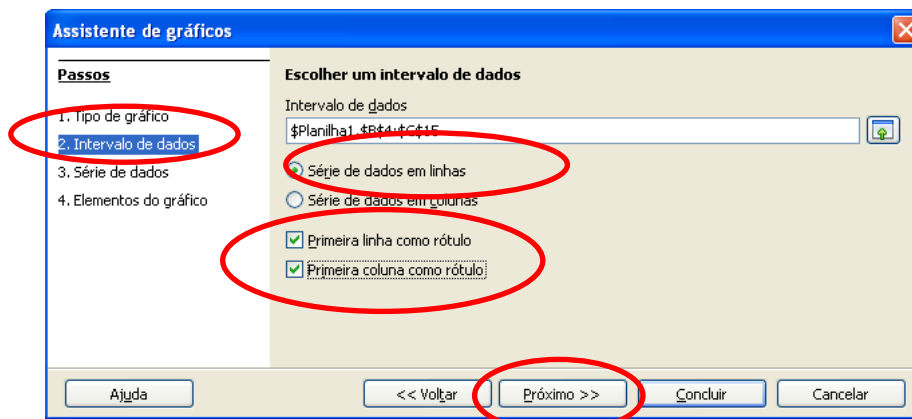 Assistente de gráficos
Passos
1. Tipo de gráfico
2. Intervalo de dados
3. Série de dados
4. Elementos do gráfico
Escolher um intervalo de dados
Intervalo de dados
$Planilha1.$B$4:$C$15
Série de dados em linhas
Série de dados em colunas
Primeira linha como rótulo
Primeira coluna como rótulo
Ajuda
<< Voltar
Próximo >>
Concluir
Cancelar